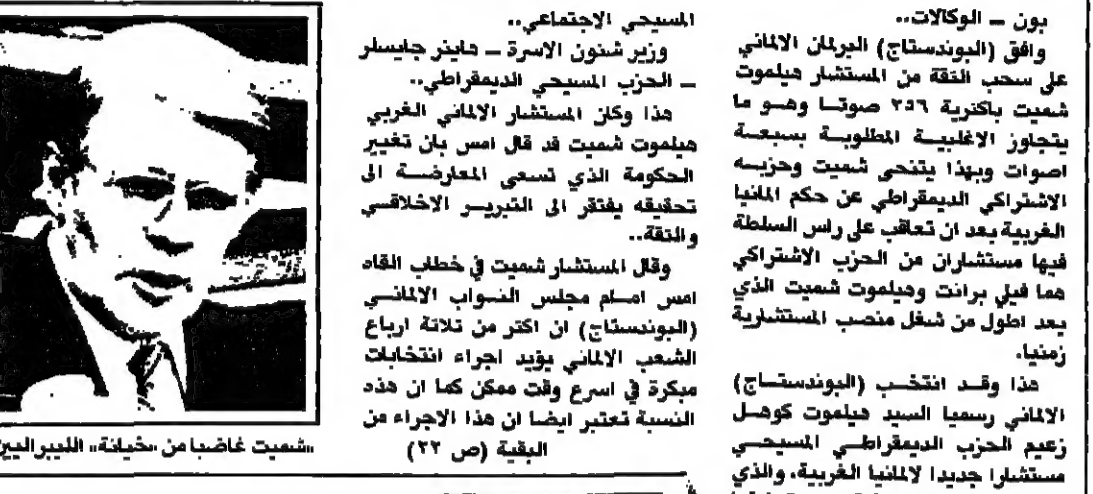 بون ــ الوكالات..
وافق (البوندستاج) البرلمان الالماني
على سحب الثقة من المستشار هيلموت
شميت باكثرية ٢٥٦ صوتا وهو ما
يتجاوز الاغلبية المطلوبة بسبعة
اصوات وبهذا يتنحى شميت وحزبه
الاشتراكي الديمقراطي عن حكم المانيا
الغربية بعد ان تعاقب على راس السلطة
فيها مستشاران من الحزب الاشتراكي
هما فيلي برانت وهيلموت شميت الذي
يعد اطول من شغل منصب المستشارية
زمنيا.
هذا وقد انتخب (البوندستاج)
الالماني رسميا السيد هيلموت كوهل
زعيم الحزب الديمقراطي المسيحي
مستشارا جديدا لالمانيا الغربية، والذي
المسيحي الاجتماعي..
وزير شئون الاسرة ــ هاينر جايسلر
ــ الحزب المسيحي الديمقراطي..
هذا وكان المستشار الالماني الغربي
هيلموت شميت قد قال امس بان تغيير
الحكومة الذي تسعى المعارضة الى
تحقيقه يفتقر الى التبرير الاخلاقي
والثقة..
وقال المستشار شميت في خطاب القاه
امس امام مجلس النواب الالماني
(البوندستاج) ان اكثر من ثلاثة ارباع
الشعب الالماني يؤيد اجراء انتخابات
مبكرة في اسرع وقت ممكن كما ان هذه
النسبة تعتبر ايضا ان هذا الاجراء من
البقية (ص ٢٢)
«شميت غاضبا من «خيانة» الليبراليين